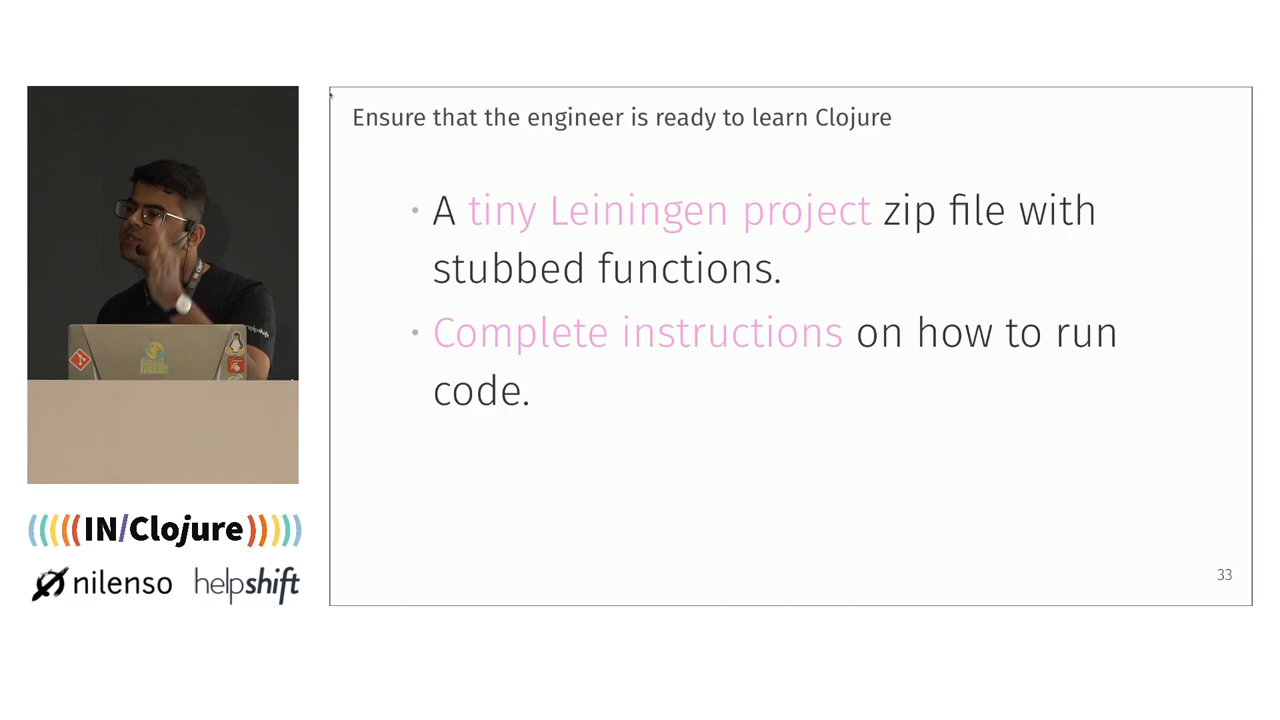 Ensure that the engineer is ready to learn Clojure
· A tiny Leiningen project zip file with
stubbed functions.
· Complete instructions on how to run
code.
33
helpshift
(((((IN/Clojure)))))
nilenso helpshift